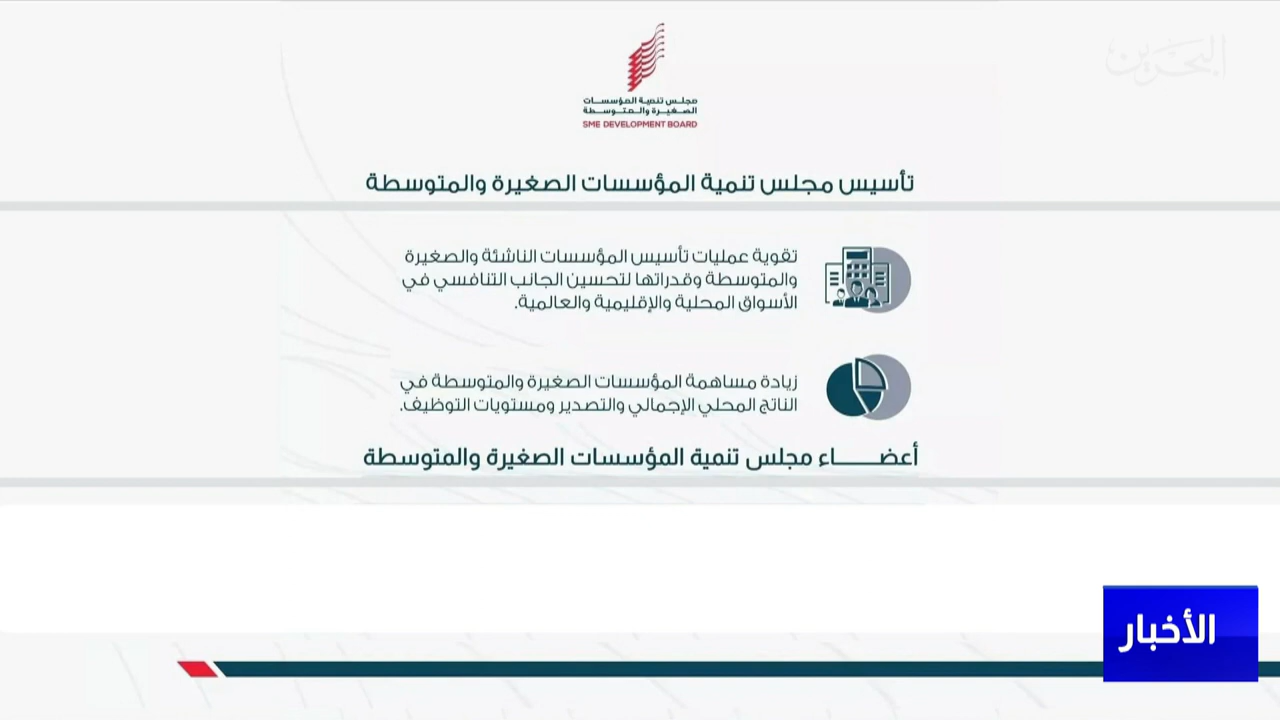 البحرين
مجلس تنمية المؤسسات
الصغيرة والمتوسطة
SME DEVELOPMENT BOARD
تأسيس مجلس تنمية المؤسسات الصغيرة والمتوسطة
تقوية عمليات تأسيس المؤسسات الناشئة والصغيرة
والمتوسطة وقدراتها لتحسين الجانب التنافسي في
الأسواق المحلية والإقليمية والعالمية.
زيادة مساهمة المؤسسات الصغيرة والمتوسطة في
الناتج المحلي الإجمالي والتصدير ومستويات التوظيف.
أعضـــــاء مجلس تنمية المؤسسات الصغيرة والمتوسطة
الأخبار